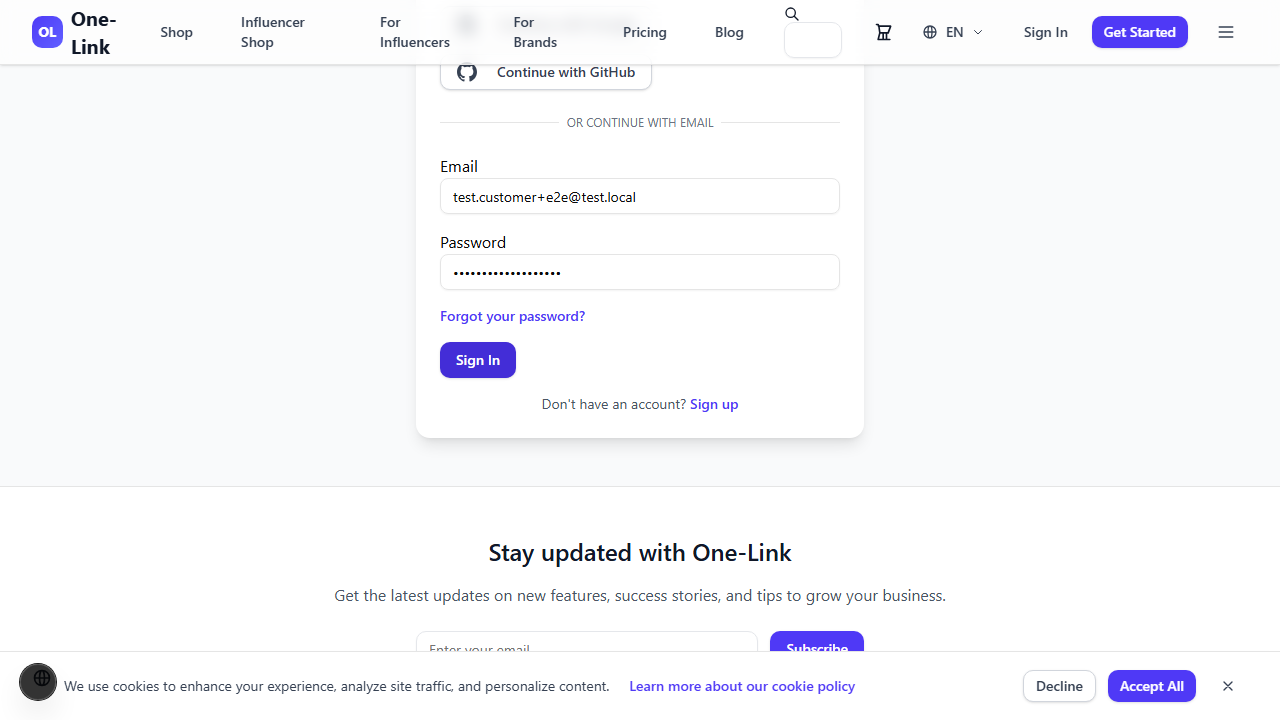 OL One-Link
Shop
Influencer Shop
For Influencers
For Brands
Pricing
Blog
EN
Sign In
Get Started
Continue with GitHub
OR CONTINUE WITH EMAIL
Email
test.customer+e2e@test.local
Password
•••••••••••••••••••
Forgot your password?
Sign In
Don't have an account? Sign up
Stay updated with One-Link
Get the latest updates on new features, success stories, and tips to grow your business.
Enter your email
Subscribe
We use cookies to enhance your experience, analyze site traffic, and personalize content.
Learn more about our cookie policy
Decline
Accept All